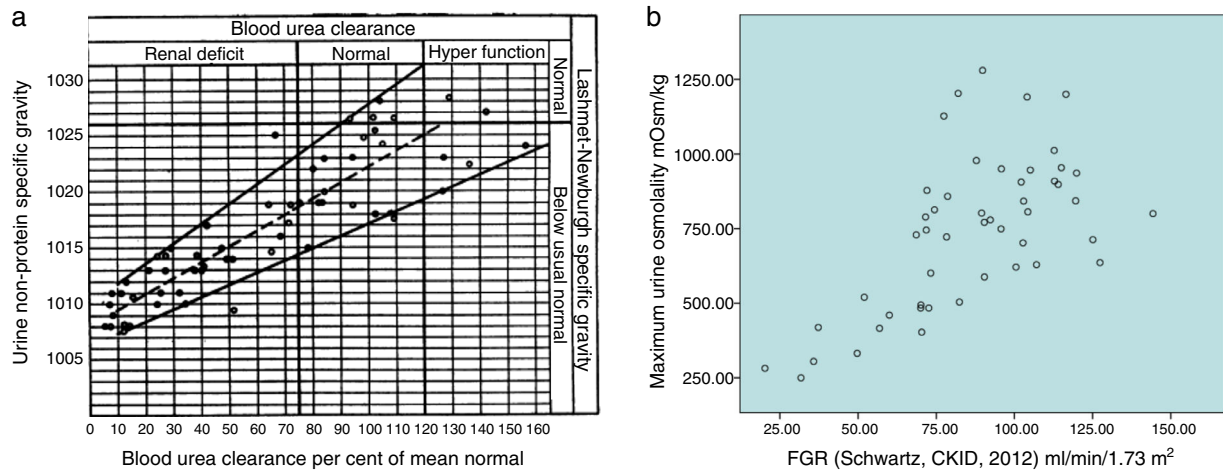 a
Blood urea clearance
Renal deficit
Normal
Hyper function
Urine non-protein specific gravity
1030
1025
1020
1015
1010
1005
Normal
Below usual normal
Lashmet-Newburgh specific gravity
0 10 20 30 40 50 60 70 80 90 100 110 120 130 140 150 160
Blood urea clearance per cent of mean normal
b
Maximum urine osmolality mOsm/kg
1250.00
1000.00
750.00
500.00
250.00
25.00 50.00 75.00 100.00 125.00 150.00
FGR (Schwartz, CKID, 2012) ml/min/1.73 m²